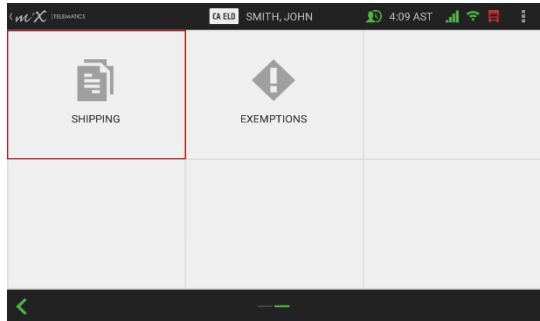 mix TELEMATICS CA ELD SMITH, JOHN 4:09 AST
SHIPPING EXEMPTIONS